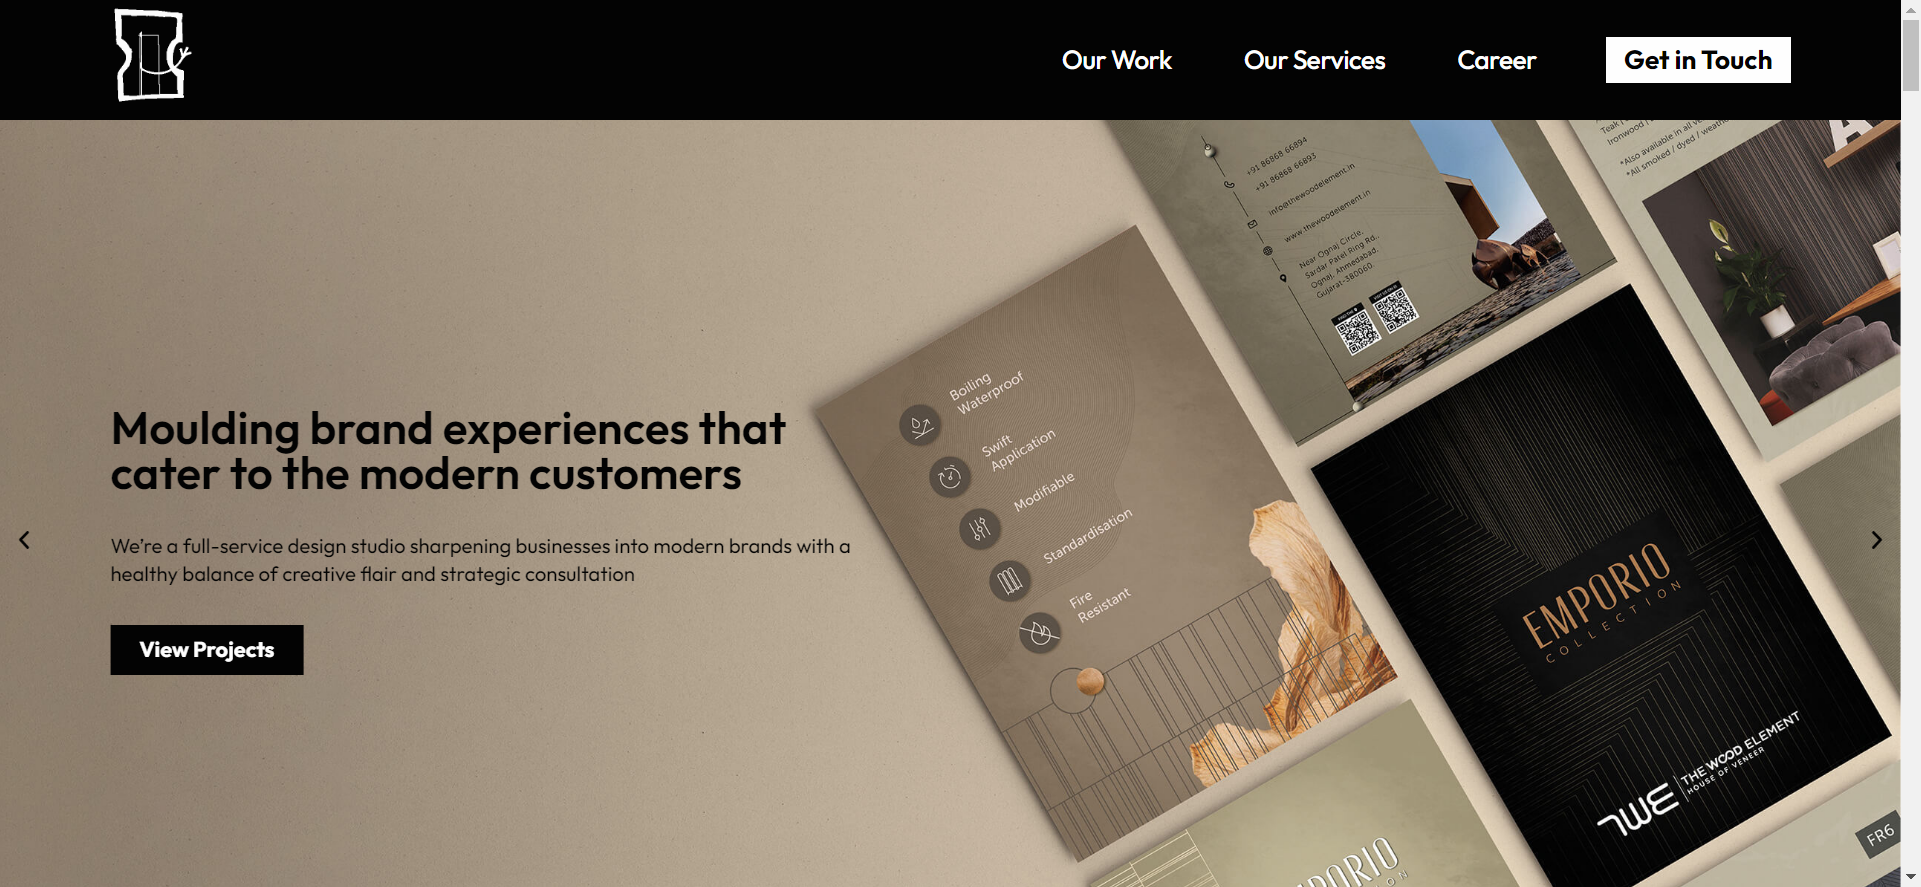 Our Work
Our Services
Career
Get in Touch
Moulding brand experiences that
cater to the modern customers
We're a full-service design studio sharpening businesses into modern brands with a
healthy balance of creative flair and strategic consultation
View Projects
Boiling
Waterproof
Swift
Application
Modifiable
Standardisation
Fire
Resistant
+91 86868 66894
+91 86868 66893
info@thewoodelement.in
www.thewoodelement.in
Near Ognaj Circle,
Sardar Patel Ring Rd.,
Ognaj, Ahmedabad,
Gujarat-380060.
Teak
Ironwood |
*Also available in all
*All smoked / dyed /
EMPORIO
COLLECTION
TWE
THE WOOD ELEMENT
HOUSE OF VENEER
EMPORIO
FR6